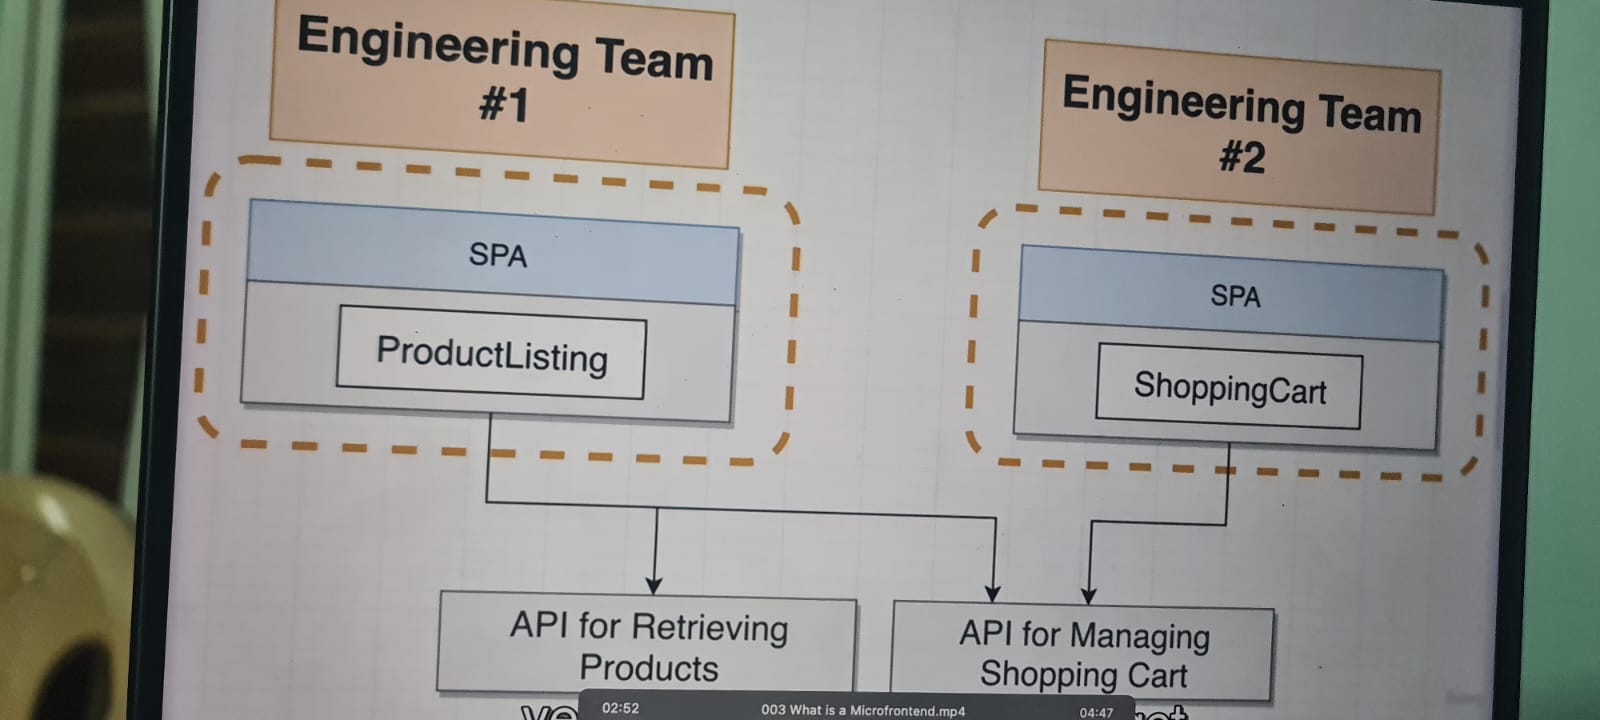 Engineering Team
#1
Engineering Team
#2
SPA
ProductListing
SPA
ShoppingCart
API for Retrieving
Products
API for Managing
Shopping Cart
02:52
003 What is a Microfrontend.mp4
04:47